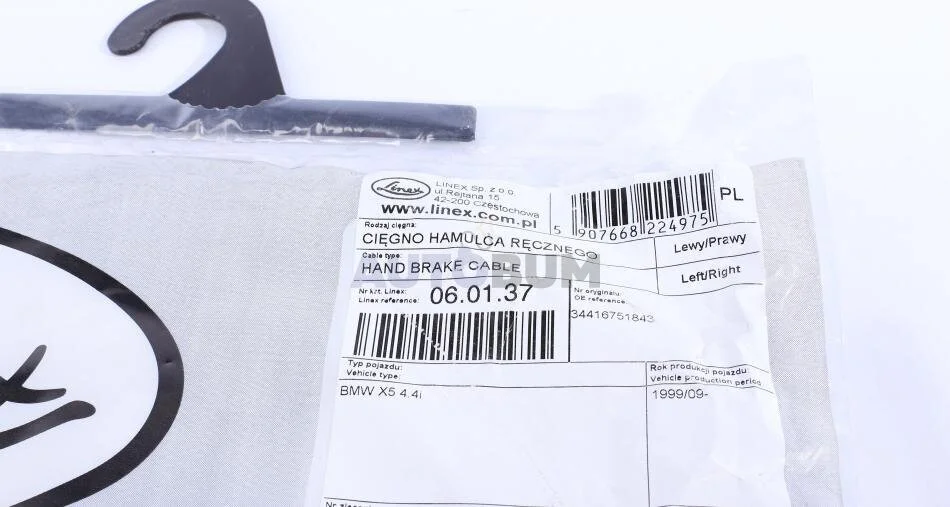 Linex
LINEX Sp. z o.o.
ul. Rejtana 15
42-200 Częstochowa
www.linex.com.pl
5 907668 224975
PL
Rodzaj cięgna:
CIĘGNO HAMULCA RĘCZNEGO
Lewy/Prawy
Cable type:
HAND BRAKE CABLE
Left/Right
AUTOBUM
Nr kat. Linex:
Linex reference:
06.01.37
Nr oryginału:
OE reference:
34416751843
Typ pojazdu:
Vehicle type:
Rok produkcji pojazdu:
Vehicle production period
BMW X5 4.4i
1999/09-